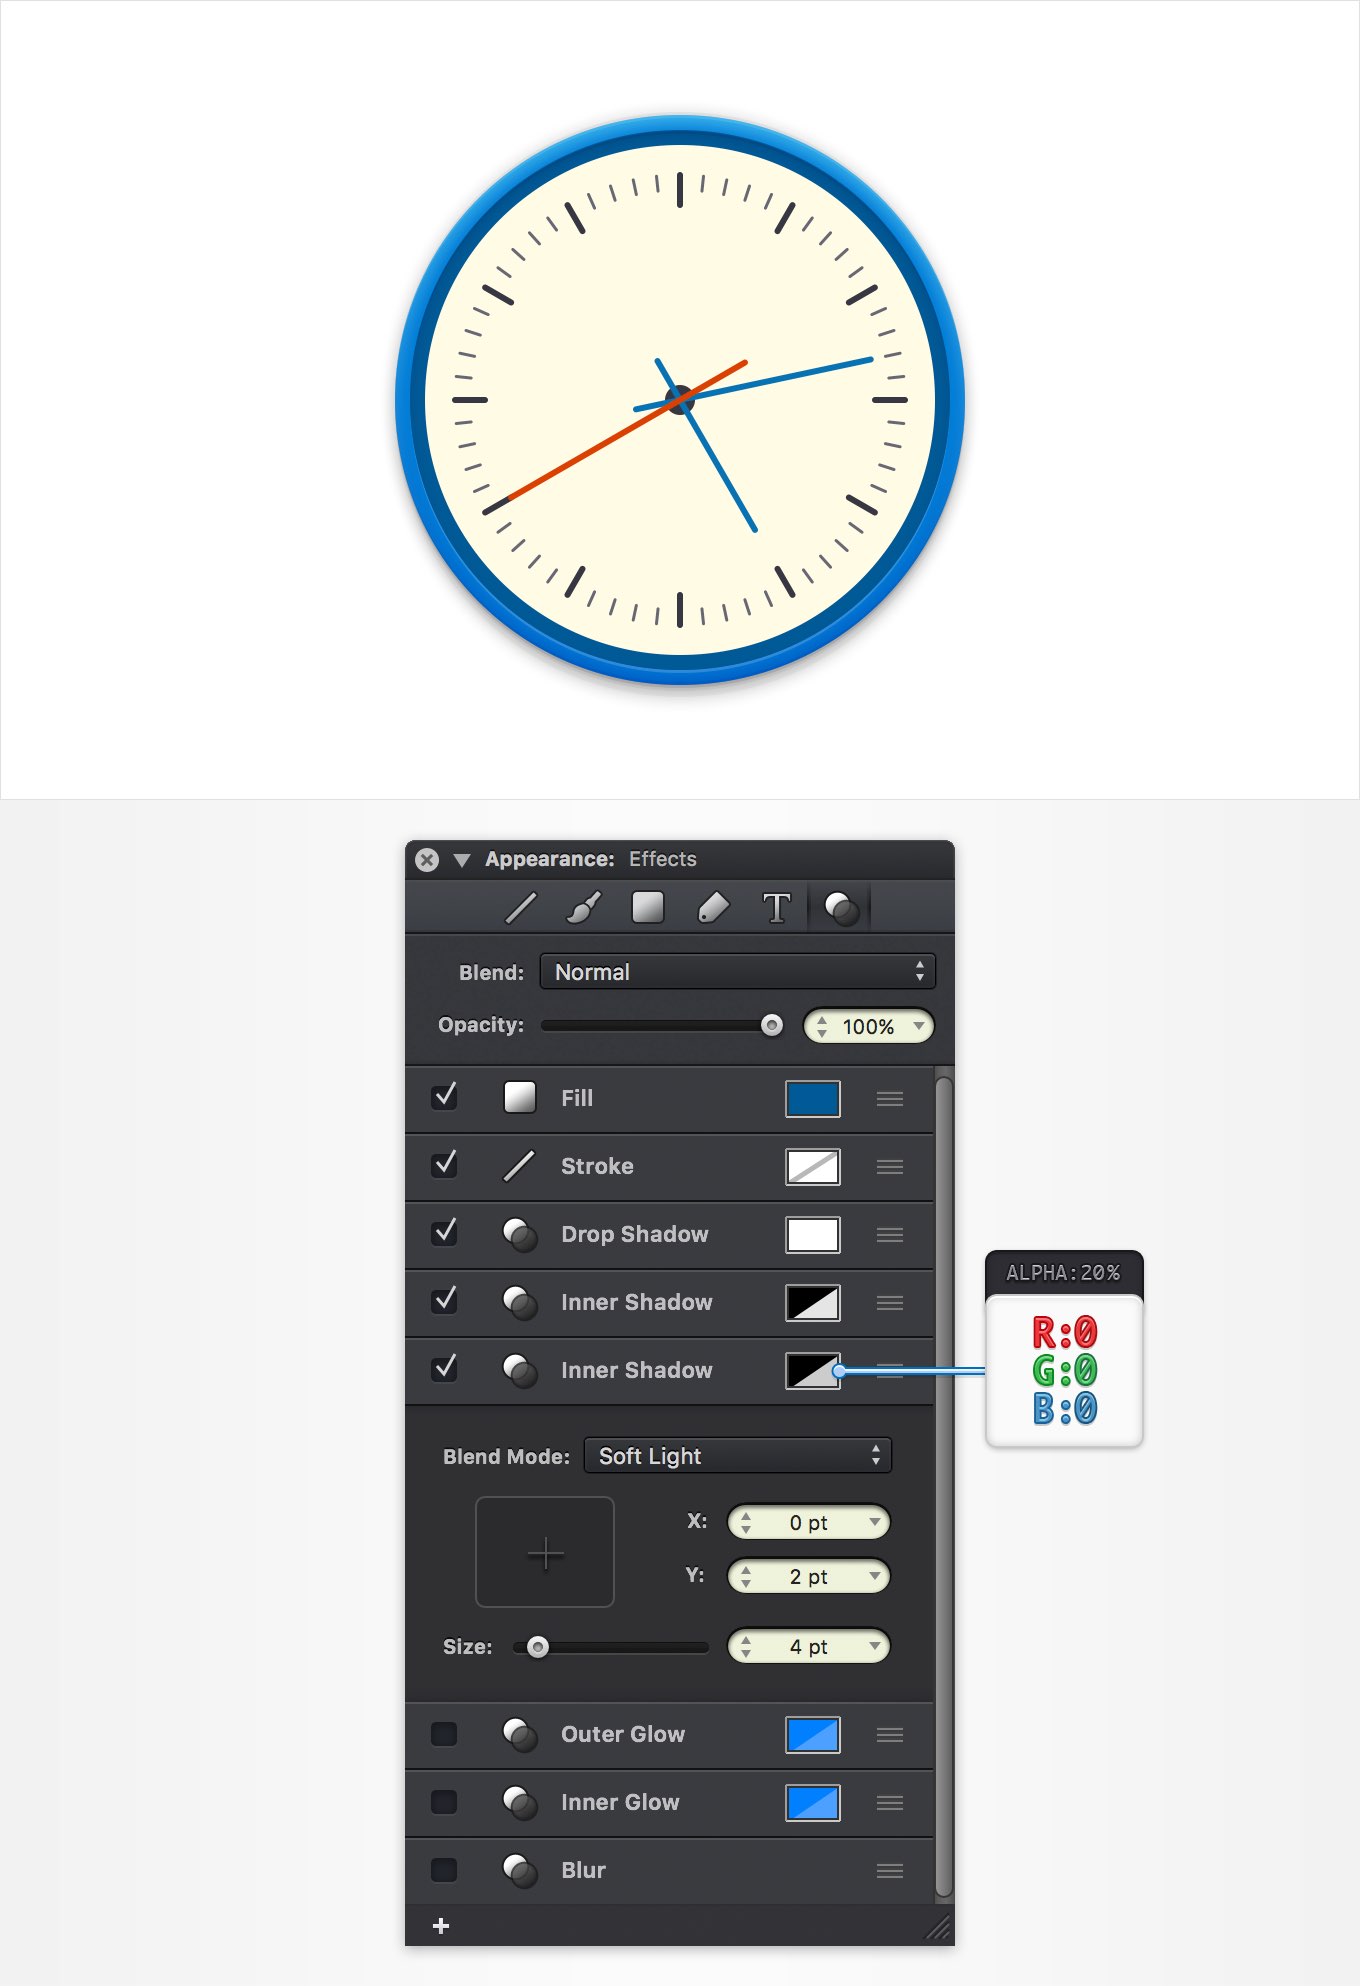 Appearance: Effects
T
Blend: Normal
Opacity: 100%
Fill
Stroke
Drop Shadow
Inner Shadow
Inner Shadow
ALPHA:20%
R:0
G:0
B:0
Blend Mode: Soft Light
X: 0 pt
Y: 2 pt
Size: 4 pt
Outer Glow
Inner Glow
Blur